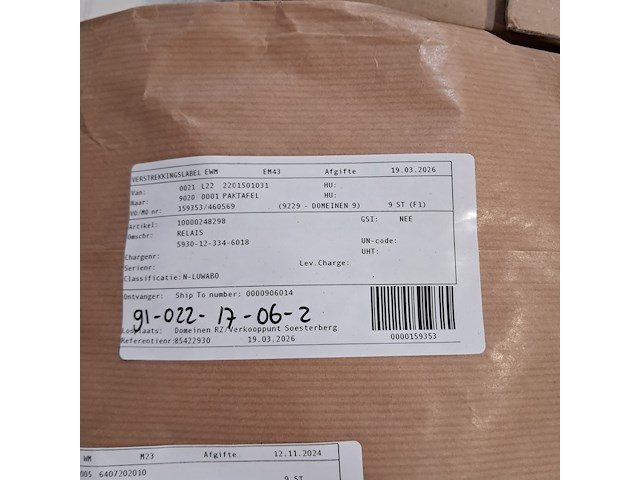 VERSTREKKINGSLABEL EWM EM43 Afgifte 19.03.2026
Van: 0021 L22 2201501031 HU:
Naar: 9020 0001 PAKTAFEL HU:
VO/MO nr: 159353/460569 (9229 - DOMEINEN 9) 9 ST (F1)
Artikel: 10000248298 GSI: NEE
Omschr: RELAIS
5930-12-334-6018 UN-code:
UHT:
Chargenr: Lev.Charge:
Serienr:
Classificatie: N-LUWABO
Ontvanger: Ship To number: 0000906014
91-022-17-06-2
Losplaats: Domeinen RZ/Verkooppunt Soesterberg
Referentienr: 85422930 19.03.2026
0000159353
WM M23 Afgifte 12.11.2024
005 6407202010
9 ST